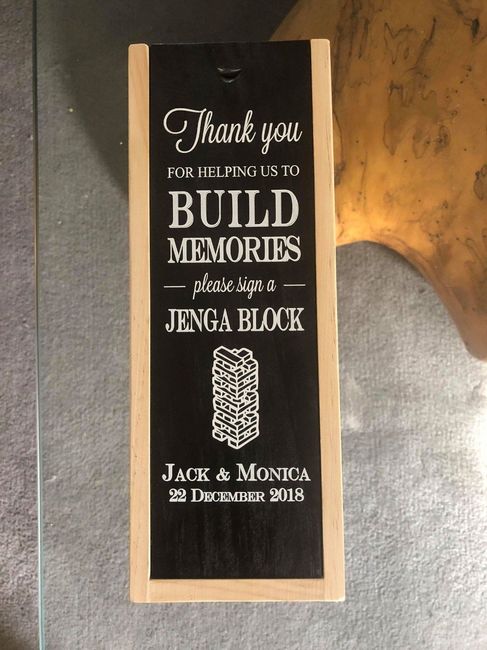 Thank you
FOR HELPING US TO
BUILD
MEMORIES
— please sign a —
JENGA BLOCK
JACK & MONICA
22 DECEMBER 2018